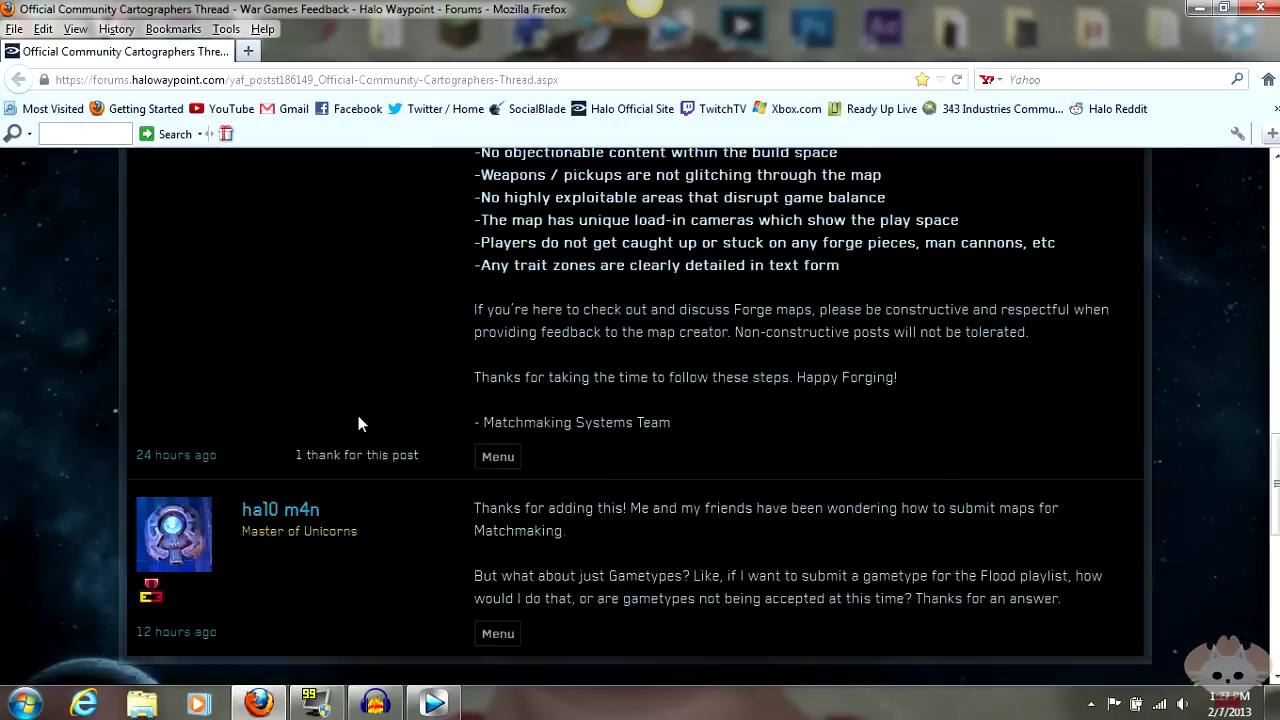 Official Community Cartographers Thread - War Games Feedback - Halo Waypoint - Forums - Mozilla Firefox
File Edit View History Bookmarks Tools Help
Official Community Cartographers Thre...
https://forums.halowaypoint.com/yaf_postst186149_Official-Community-Cartographers-Thread.aspx Yahoo
Most Visited Getting Started YouTube Gmail Facebook Twitter / Home SocialBlade Halo Official Site TwitchTV Xbox.com Ready Up Live 343 Industries Commu... Halo Reddit
Search
-No objectionable content within the build space
-Weapons / pickups are not glitching through the map
-No highly exploitable areas that disrupt game balance
-The map has unique load-in cameras which show the play space
-Players do not get caught up or stuck on any forge pieces, man cannons, etc
-Any trait zones are clearly detailed in text form
If you're here to check out and discuss Forge maps, please be constructive and respectful when
providing feedback to the map creator. Non-constructive posts will not be tolerated.
Thanks for taking the time to follow these steps. Happy Forging!
- Matchmaking Systems Team
24 hours ago 1 thank for this post Menu
ha10 m4n
Master of Unicorns
Thanks for adding this! Me and my friends have been wondering how to submit maps for
Matchmaking.
But what about just Gametypes? Like, if I want to submit a gametype for the Flood playlist, how
would I do that, or are gametypes not being accepted at this time? Thanks for an answer.
12 hours ago Menu
99
1:27 PM
2/7/2013